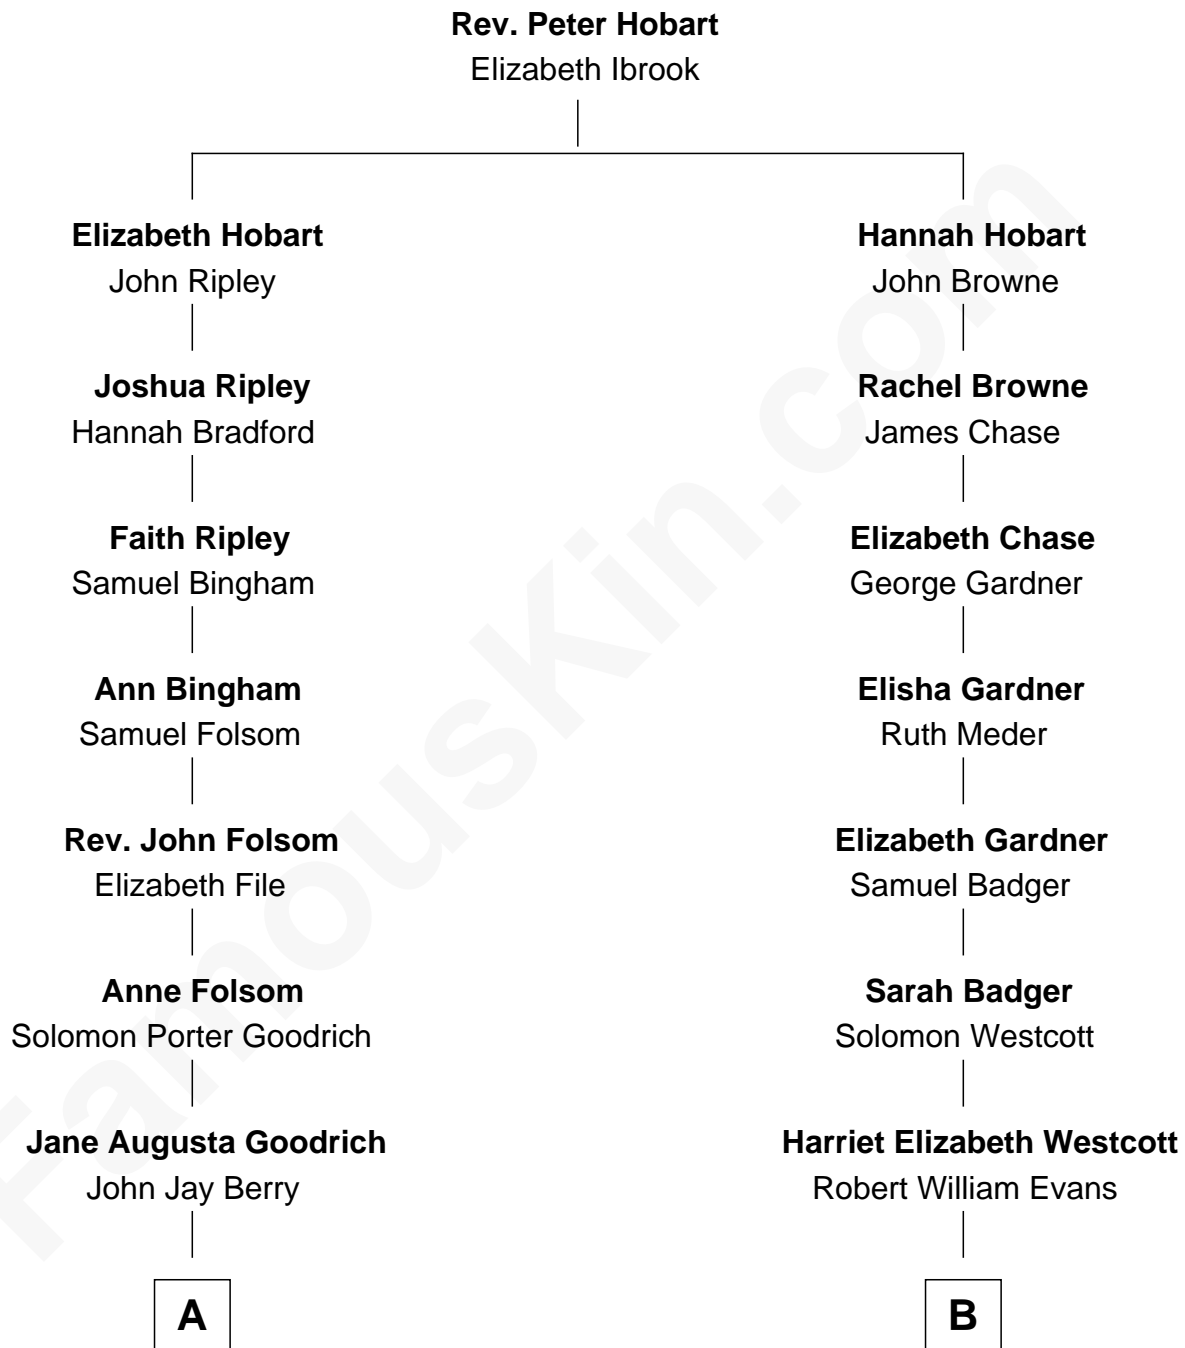 Rev. Peter Hobart
Elizabeth Ibrook
Elizabeth Hobart
John Ripley
Hannah Hobart
John Browne
Joshua Ripley
Hannah Bradford
Rachel Browne
James Chase
Faith Ripley
Samuel Bingham
Elizabeth Chase
George Gardner
Ann Bingham
Samuel Folsom
Elisha Gardner
Ruth Meder
Rev. John Folsom
Elizabeth File
Elizabeth Gardner
Samuel Badger
Anne Folsom
Solomon Porter Goodrich
Sarah Badger
Solomon Westcott
Jane Augusta Goodrich
John Jay Berry
Harriet Elizabeth Westcott
Robert William Evans
A
B
FamousKin.com